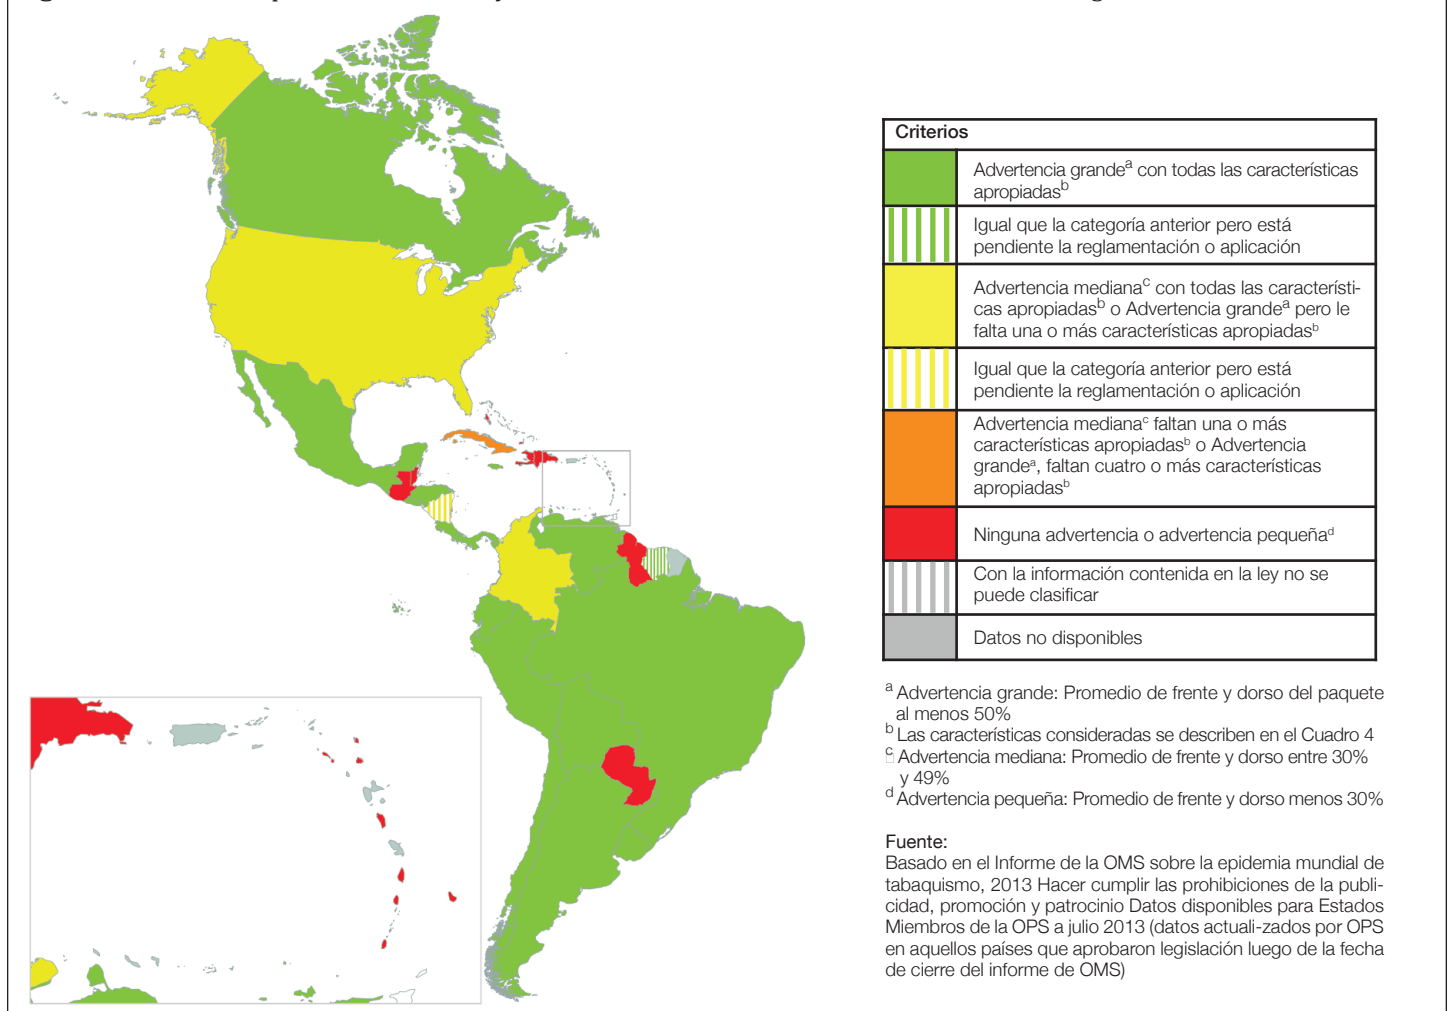 Criterios
Advertencia grandeᵃ con todas las características
apropiadasᵇ
Igual que la categoría anterior pero está
pendiente la reglamentación o aplicación
Advertencia medianaᶜ con todas las característi-
cas apropiadasᵇ o Advertencia grandeᵃ pero le
falta una o más características apropiadasᵇ
Igual que la categoría anterior pero está
pendiente la reglamentación o aplicación
Advertencia medianaᶜ faltan una o más
características apropiadasᵇ o Advertencia
grandeᵃ, faltan cuatro o más características
apropiadasᵇ
Ninguna advertencia o advertencia pequeñaᵈ
Con la información contenida en la ley no se
puede clasificar
Datos no disponibles
ᵃ Advertencia grande: Promedio de frente y dorso del paquete
al menos 50%
ᵇ Las características consideradas se describen en el Cuadro 4
ᶜ Advertencia mediana: Promedio de frente y dorso entre 30%
y 49%
ᵈ Advertencia pequeña: Promedio de frente y dorso menos 30%
Fuente:
Basado en el Informe de la OMS sobre la epidemia mundial de
tabaquismo, 2013 Hacer cumplir las prohibiciones de la publi-
cidad, promoción y patrocinio Datos disponibles para Estados
Miembros de la OPS a julio 2013 (datos actuali-zados por OPS
en aquellos países que aprobaron legislación luego de la fecha
de cierre del informe de OMS)